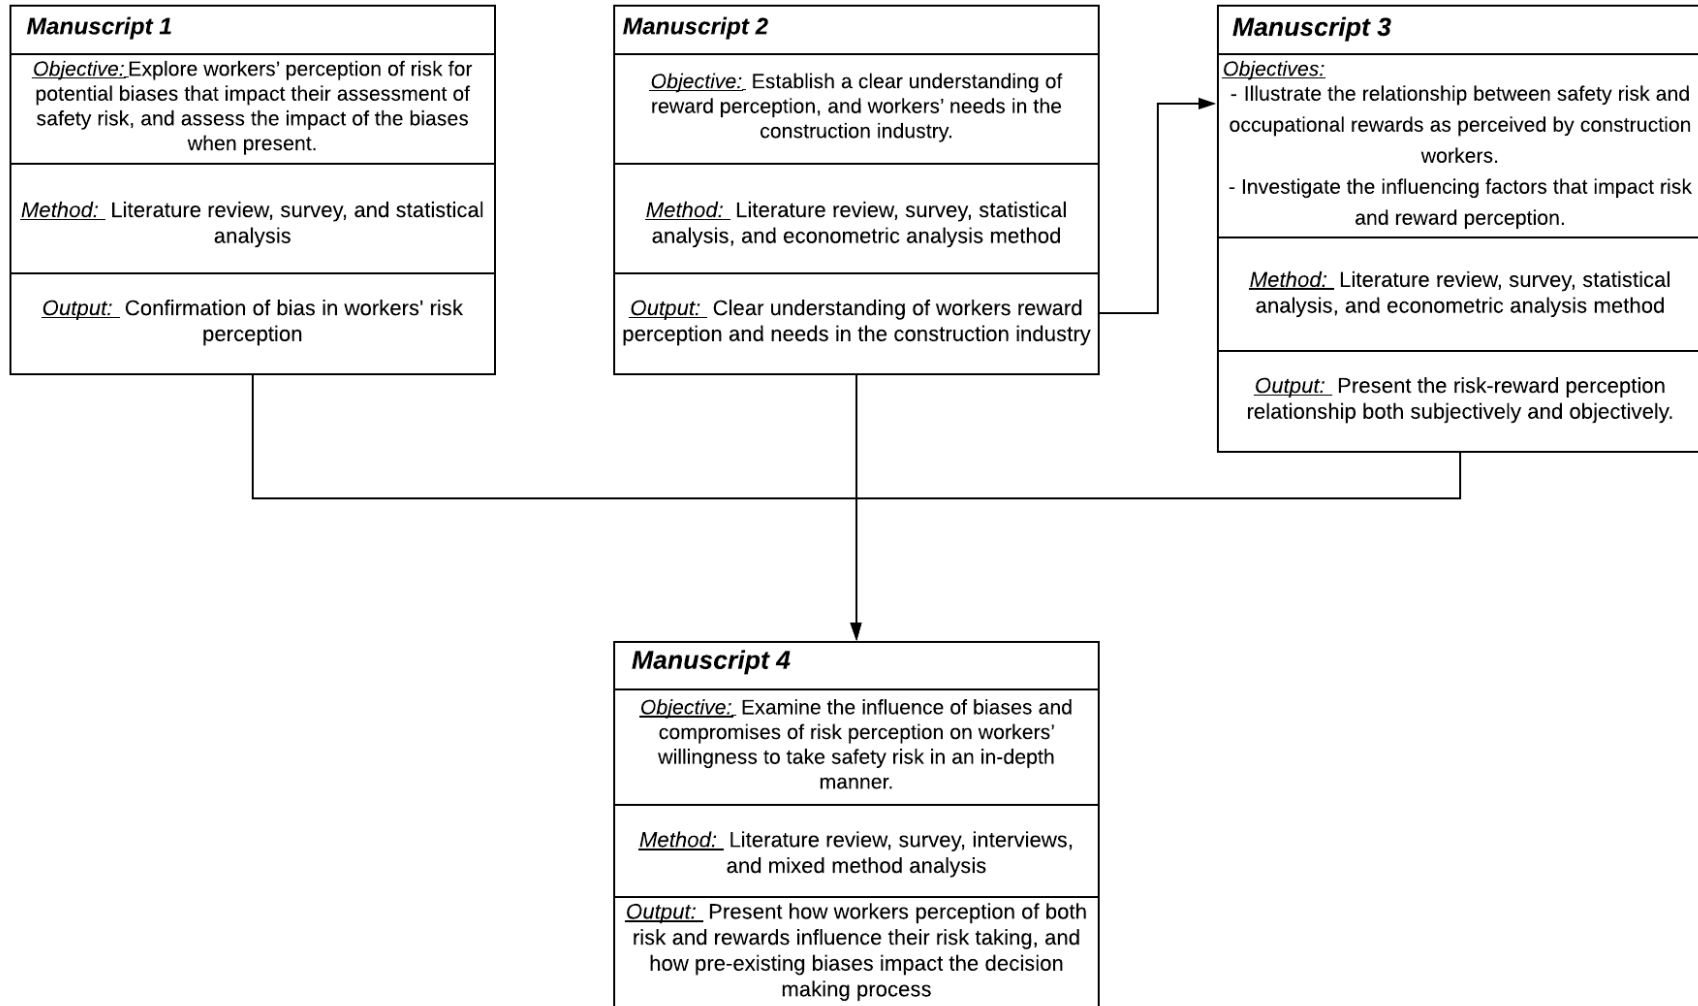 Manuscript 1
Objective: Explore workers’ perception of risk for
potential biases that impact their assessment of
safety risk, and assess the impact of the biases
when present.
Method: Literature review, survey, and statistical
analysis
Output: Confirmation of bias in workers' risk
perception
Manuscript 2
Objective: Establish a clear understanding of
reward perception, and workers’ needs in the
construction industry.
Method: Literature review, survey, statistical
analysis, and econometric analysis method
Output: Clear understanding of workers reward
perception and needs in the construction industry
Manuscript 3
Objectives:
- Illustrate the relationship between safety risk and
occupational rewards as perceived by construction
workers.
- Investigate the influencing factors that impact risk
and reward perception.
Method: Literature review, survey, statistical
analysis, and econometric analysis method
Output: Present the risk-reward perception
relationship both subjectively and objectively.
Manuscript 4
Objective: Examine the influence of biases and
compromises of risk perception on workers’
willingness to take safety risk in an in-depth
manner.
Method: Literature review, survey, interviews,
and mixed method analysis
Output: Present how workers perception of both
risk and rewards influence their risk taking, and
how pre-existing biases impact the decision
making process